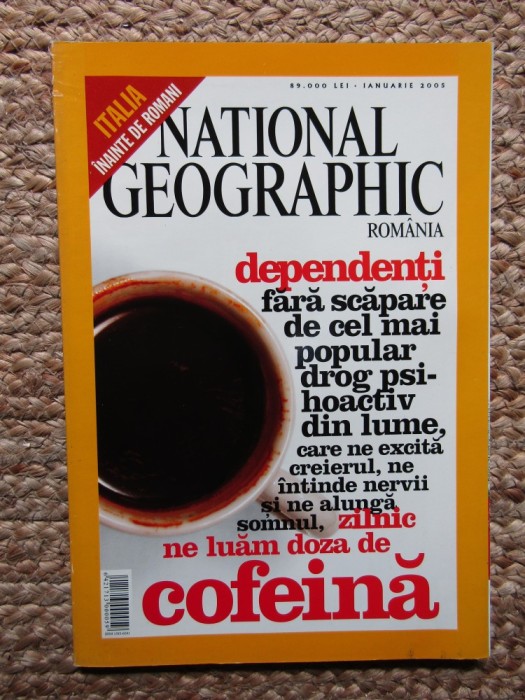 89.000 LEI • IANUARIE 2005
ITALIA
ÎNAINTE DE ROMANI
NATIONAL
GEOGRAPHIC
ROMÂNIA
dependenți
fără scăpare
de cel mai
popular
drog psi-
hoactiv
din lume,
care ne excită
creierul, ne
întinde nervii
și ne alungă
somnul, zilnic
ne luăm doza de
cofeină